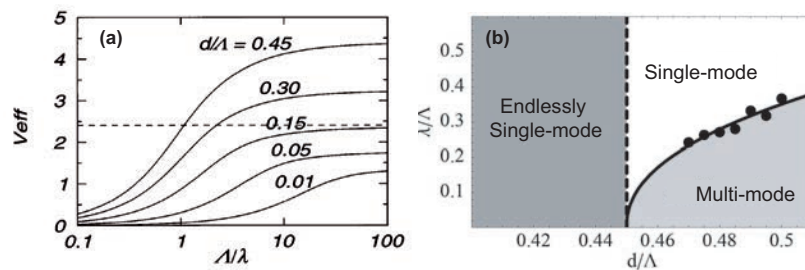 (a)
d/Λ = 0.45
0.30
0.15
0.05
0.01
5
4
3
2
1
0
Veff
0.1 1 10 100
Λ/λ
(b)
Single-mode
Endlessly
Single-mode
Multi-mode
0.5
0.4
0.3
0.2
0.1
λ/Λ
0.42 0.44 0.46 0.48 0.5
d/Λ